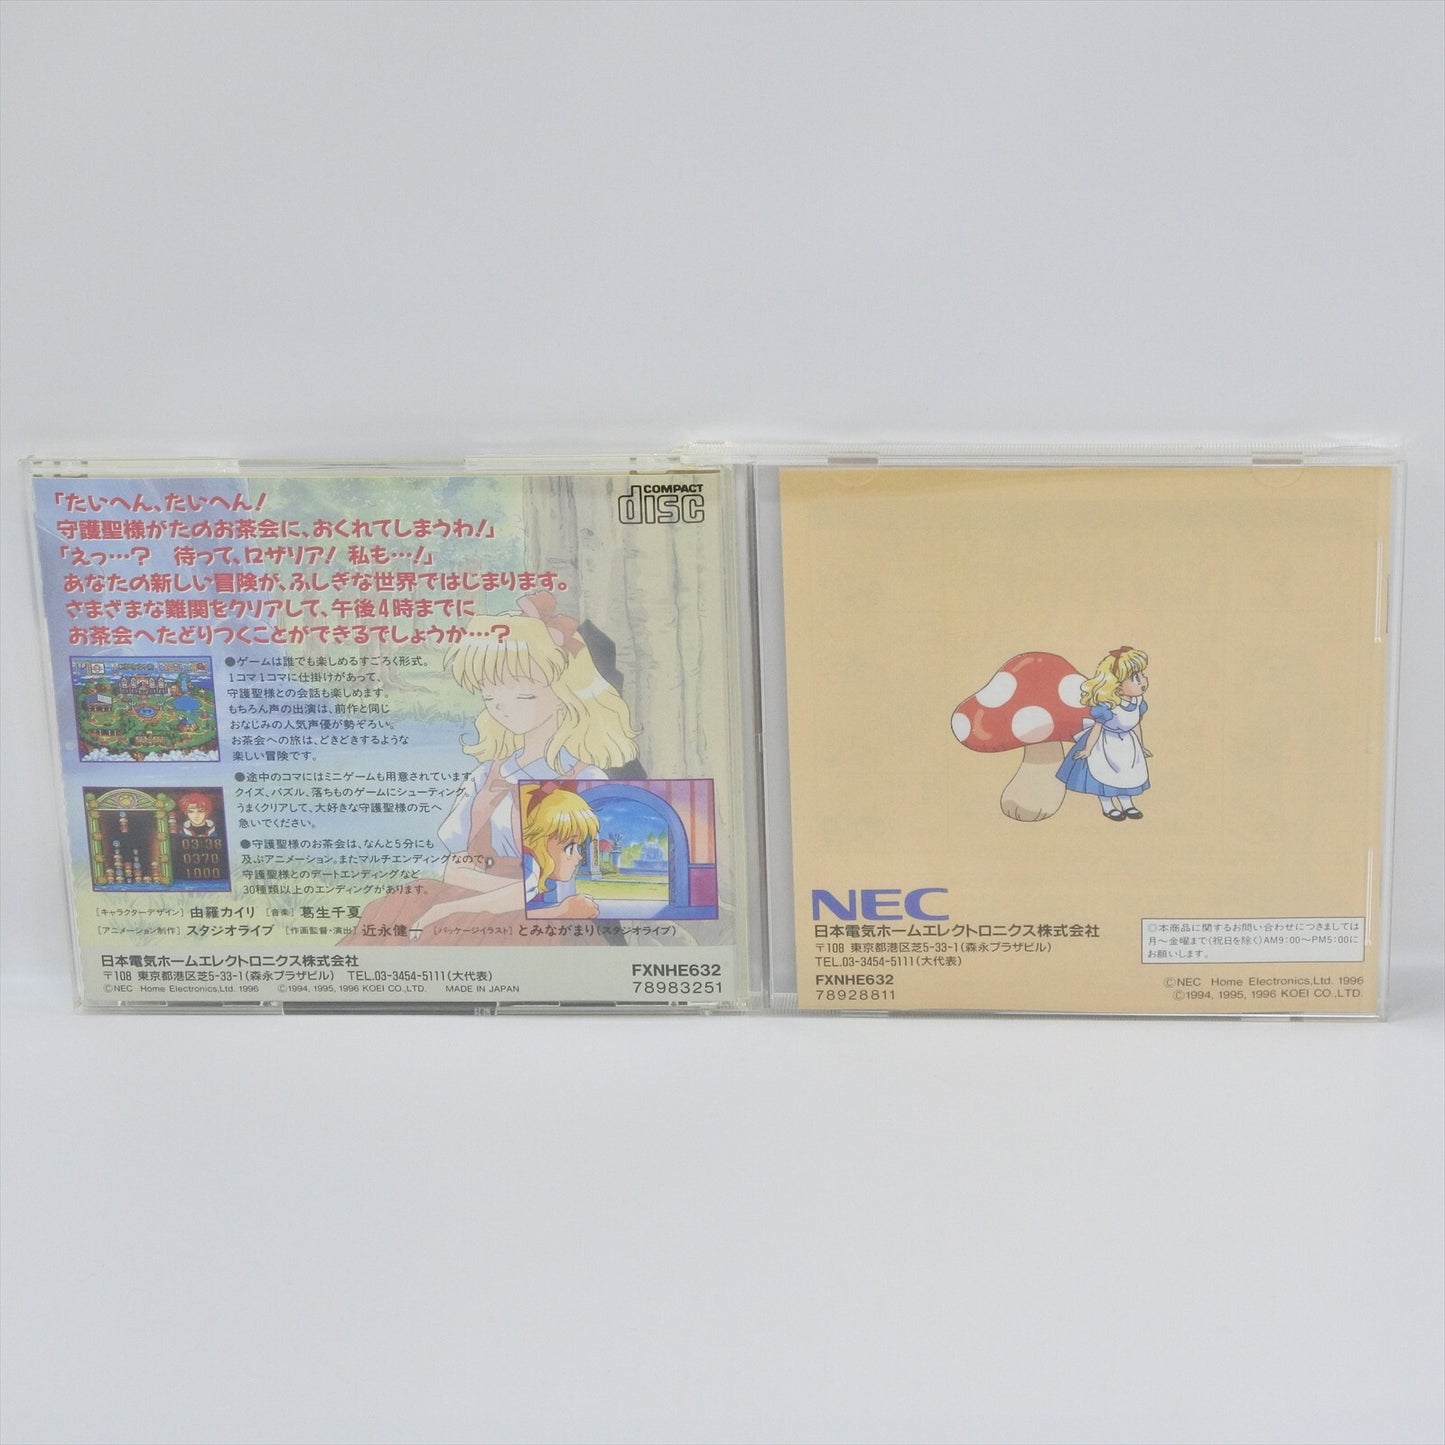 「たいへん、たいへん!
守護聖様がたのお茶会に、おくれてしまうわ!」
「えっ…?　待って、ロザリア! 私も…!」
あなたの新しい冒険が、ふしぎな世界ではじまります。
さまざまな難関をクリアして、午後4時までに
お茶会へたどりつくことができるでしょうか…?
COMPACT
disc
●ゲームは誰でも楽しめるすごろく形式。
1コマ1コマに仕掛けがあって、
守護聖様との会話も楽しめます。
もちろん声の出演は、前作と同じ
おなじみの人気声優が勢ぞろい。
お茶会への旅は、どきどきするような
楽しい冒険です。
●途中のコマにはミニゲームも用意されています。
クイズ、パズル、落ちものゲームにシューティング。
うまくクリアして、大好きな守護聖様の元へ
急いでください。
03:38
0370
1000
●守護聖様のお茶会は、なんと5分にも
及ぶアニメーション。またマルチエンディングなので、
守護聖様とのデートエンディングなど
30種類以上のエンディングがあります。
[キャラクターデザイン] 由羅カイリ [音楽] 葛生千夏
[アニメーション制作] スタジオライブ [作画監督・演出] 近永健一 [パッケージイラスト] とみながまり(スタジオライブ)
日本電気ホームエレクトロニクス株式会社
〒108 東京都港区芝5-33-1(森永プラザビル)　TEL.03-3454-5111(大代表)
©NEC Home Electronics,Ltd. 1996　©1994, 1995, 1996 KOEI CO.,LTD.　MADE IN JAPAN
FXNHE632
78983251
NEC
日本電気ホームエレクトロニクス株式会社
〒108 東京都港区芝5-33-1(森永プラザビル)
TEL.03-3454-5111(大代表)
FXNHE632
78928811
◎本商品に関するお問い合わせにつきましては
月〜金曜まで(祝日を除く)AM9:00〜PM5:00に
お願いします。
©NEC Home Electronics,Ltd. 1996
©1994, 1995, 1996 KOEI CO.,LTD.